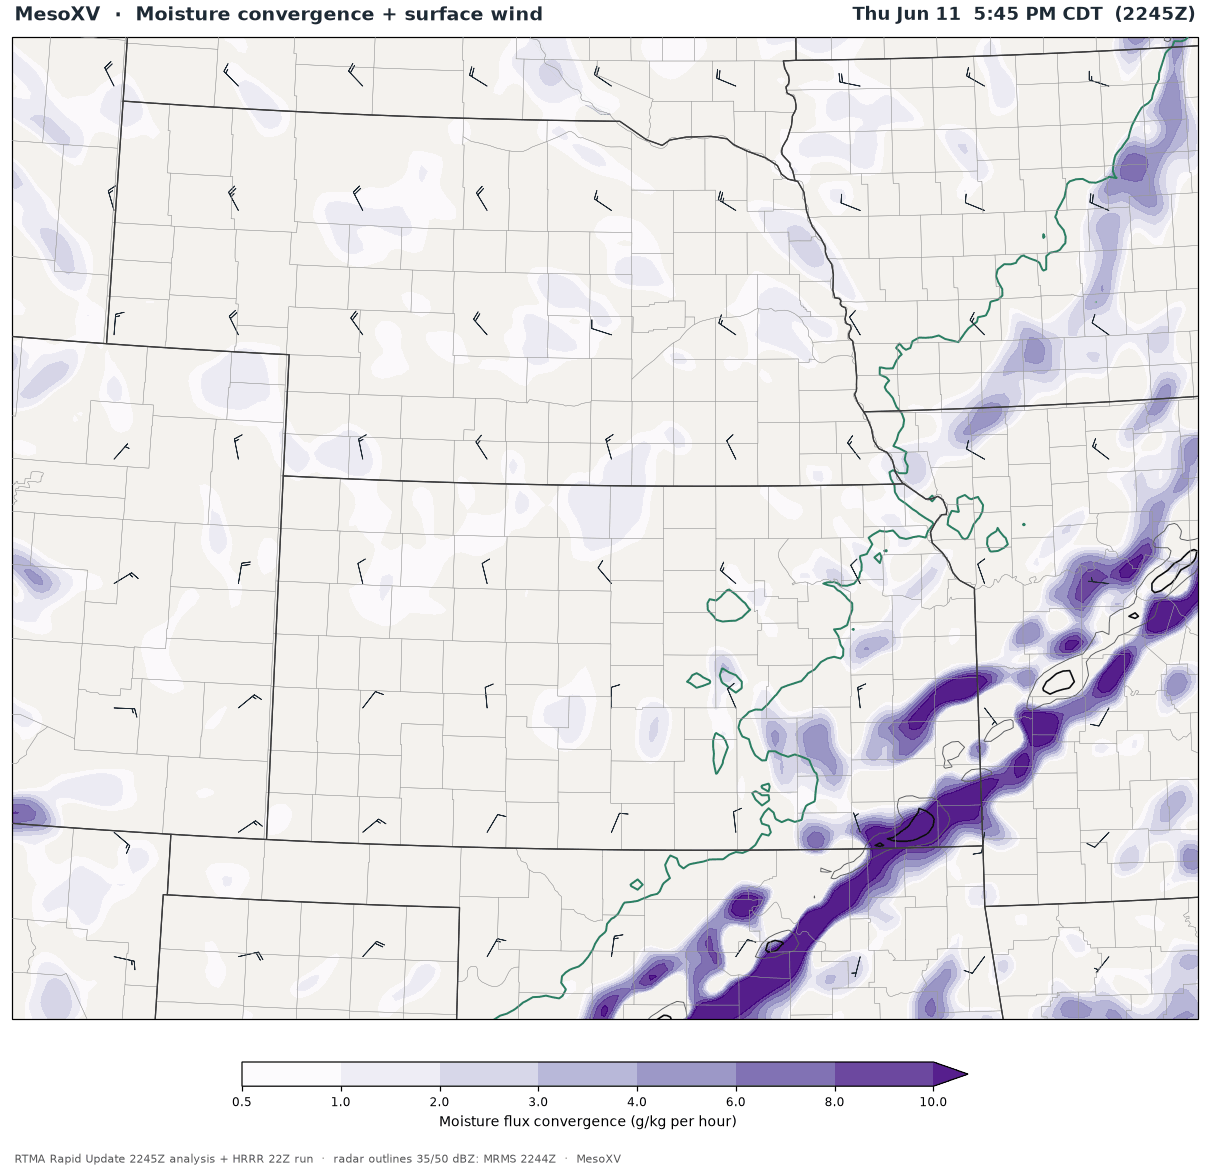 MesoXV · Moisture convergence + surface wind
Thu Jun 11 5:45 PM CDT (2245Z)
0.5 1.0 2.0 3.0 4.0 6.0 8.0 10.0
Moisture flux convergence (g/kg per hour)
RTMA Rapid Update 2245Z analysis + HRRR 22Z run · radar outlines 35/50 dBZ: MRMS 2244Z · MesoXV